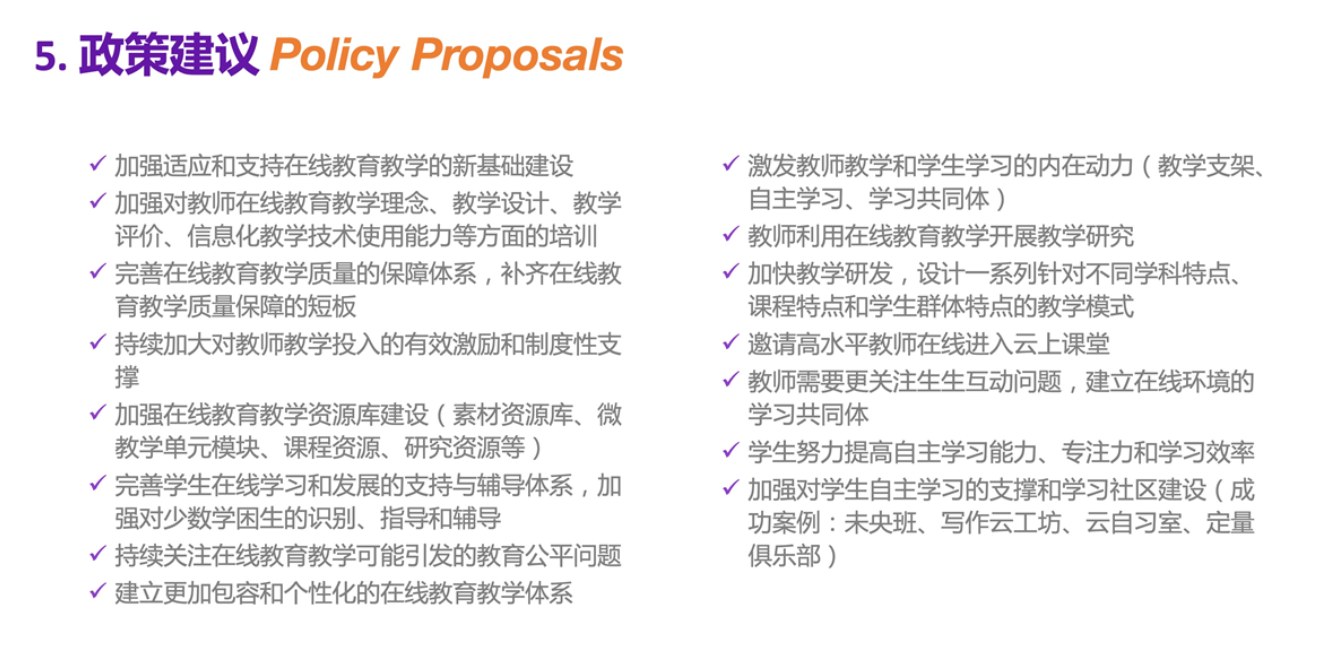 5. 政策建议 Policy Proposals
✓ 加强适应和支持在线教育教学的新基础建设
✓ 加强对教师在线教育教学理念、教学设计、教学
评价、信息化教学技术使用能力等方面的培训
✓ 完善在线教育教学质量的保障体系，补齐在线教
育教学质量保障的短板
✓ 持续加大对教师教学投入的有效激励和制度性支
撑
✓ 加强在线教育教学资源库建设（素材资源库、微
教学单元模块、课程资源、研究资源等）
✓ 完善学生在线学习和发展的支持与辅导体系，加
强对少数学困生的识别、指导和辅导
✓ 持续关注在线教育教学可能引发的教育公平问题
✓ 建立更加包容和个性化的在线教育教学体系
✓ 激发教师教学和学生学习的内在动力（教学支架、
自主学习、学习共同体）
✓ 教师利用在线教育教学开展教学研究
✓ 加快教学研发，设计一系列针对不同学科特点、
课程特点和学生群体特点的教学模式
✓ 邀请高水平教师在线进入云上课堂
✓ 教师需要更关注生生互动问题，建立在线环境的
学习共同体
✓ 学生努力提高自主学习能力、专注力和学习效率
✓ 加强对学生自主学习的支撑和学习社区建设（成
功案例：未央班、写作云工坊、云自习室、定量
俱乐部）